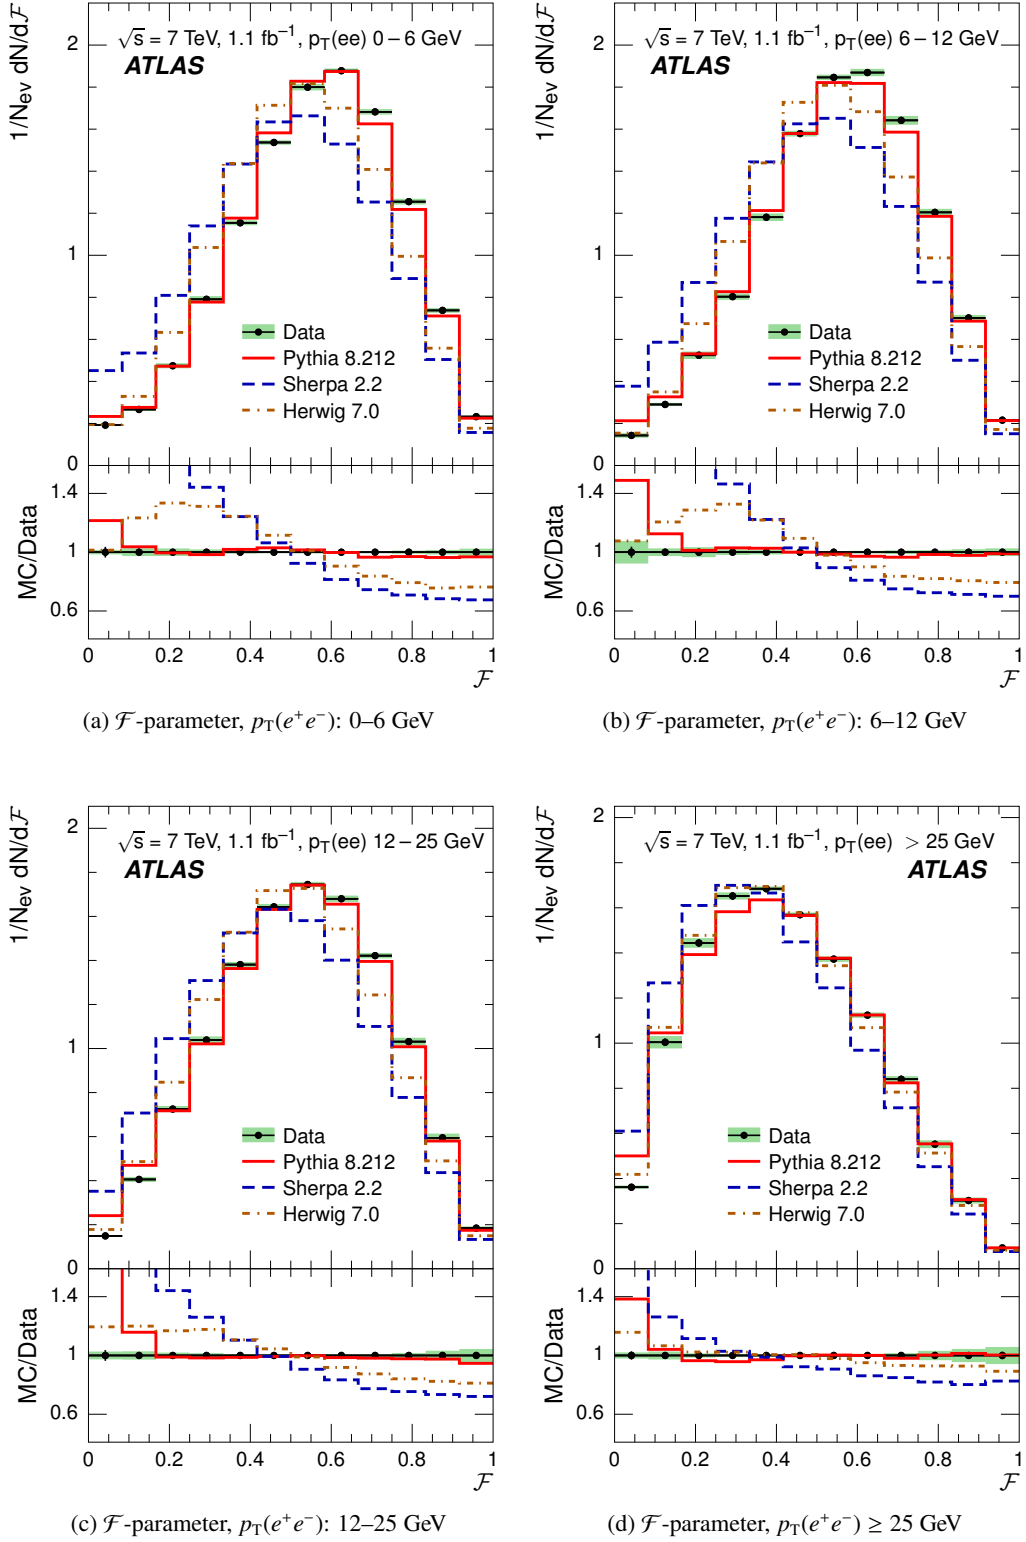 √s = 7 TeV, 1.1 fb⁻¹, p_T(ee) 0 – 6 GeV
ATLAS
1/N_ev dN/dℱ
2
1
0
Data
Pythia 8.212
Sherpa 2.2
Herwig 7.0
MC/Data
1.4
1
0.6
0 0.2 0.4 0.6 0.8 1
ℱ
(a) ℱ-parameter, p_T(e⁺e⁻): 0–6 GeV
√s = 7 TeV, 1.1 fb⁻¹, p_T(ee) 6 – 12 GeV
ATLAS
1/N_ev dN/dℱ
2
1
0
Data
Pythia 8.212
Sherpa 2.2
Herwig 7.0
MC/Data
1.4
1
0.6
0 0.2 0.4 0.6 0.8 1
ℱ
(b) ℱ-parameter, p_T(e⁺e⁻): 6–12 GeV
√s = 7 TeV, 1.1 fb⁻¹, p_T(ee) 12 – 25 GeV
ATLAS
1/N_ev dN/dℱ
2
1
0
Data
Pythia 8.212
Sherpa 2.2
Herwig 7.0
MC/Data
1.4
1
0.6
0 0.2 0.4 0.6 0.8 1
ℱ
(c) ℱ-parameter, p_T(e⁺e⁻): 12–25 GeV
√s = 7 TeV, 1.1 fb⁻¹, p_T(ee) > 25 GeV
ATLAS
1/N_ev dN/dℱ
2
1
0
Data
Pythia 8.212
Sherpa 2.2
Herwig 7.0
MC/Data
1.4
1
0.6
0 0.2 0.4 0.6 0.8 1
ℱ
(d) ℱ-parameter, p_T(e⁺e⁻) ≥ 25 GeV